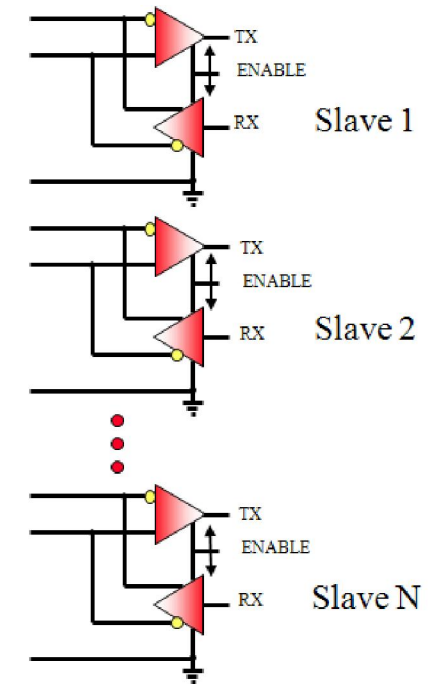 TX
ENABLE
RX
Slave 1
TX
ENABLE
RX
Slave 2
TX
ENABLE
RX
Slave N